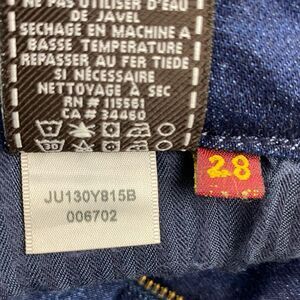 NE PAS UTILISER D'EAU
DE JAVEL
SECHAGE EN MACHINE A
BASSE TEMPERATURE
REPASSER AU FER TIEDE
SI NÉCESSAIRE
NETTOYAGE À SEC
RN # 115561
CA # 34460
30
JU130Y815B
006702
28